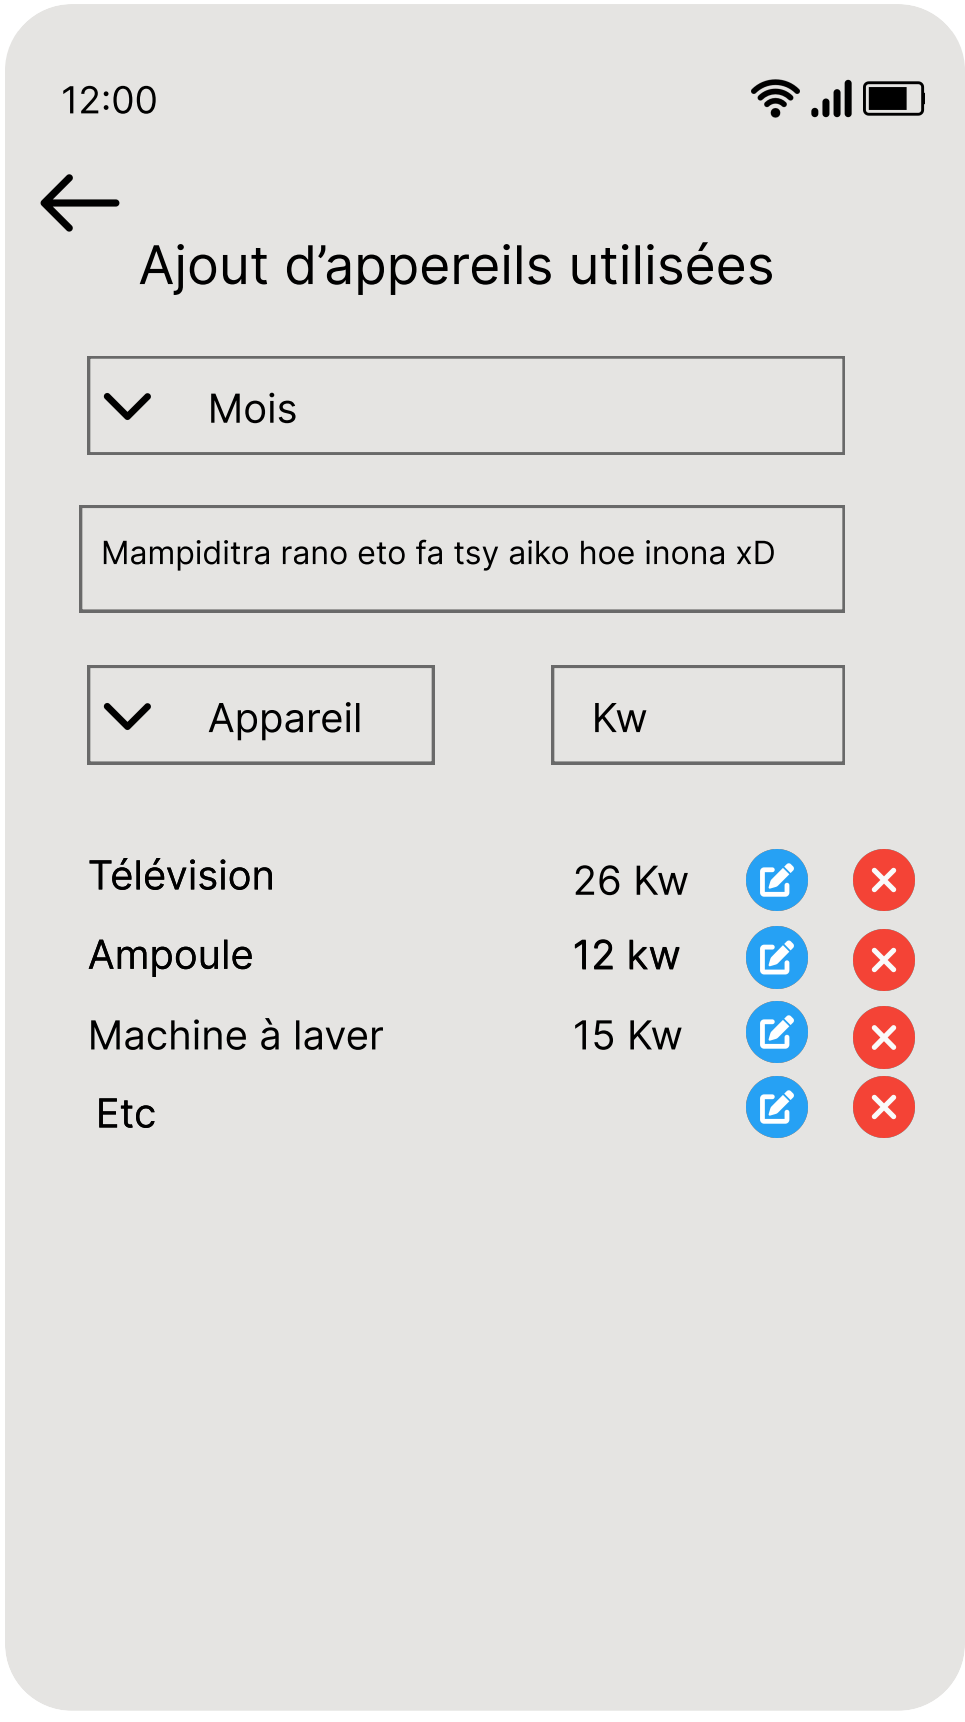 12:00
Ajout d’appereils utilisées
Mois
Mampiditra rano eto fa tsy aiko hoe inona xD
Appareil
Kw
Télévision 26 Kw
Ampoule 12 kw
Machine à laver 15 Kw
Etc